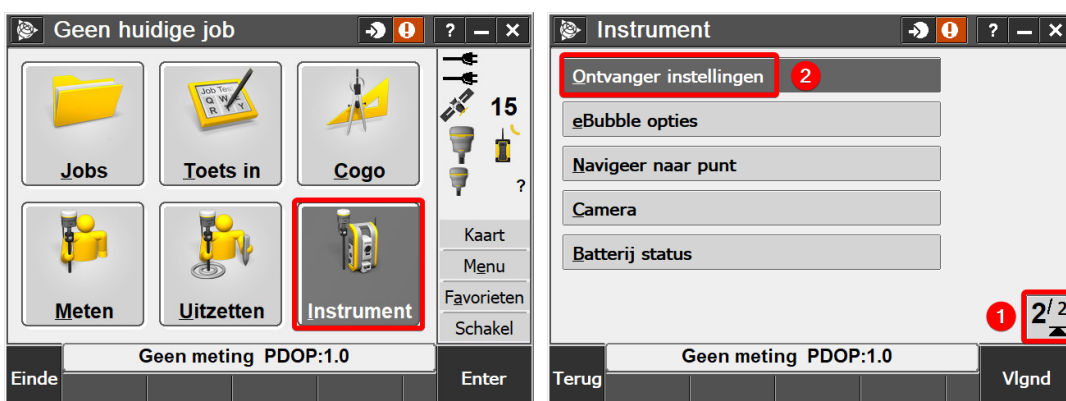 Geen huidige job
? – X
Job Test
Q W E
R T Y
15
Jobs
Toets in
Cogo
?
Kaart
Menu
Favorieten
Schakel
Meten
Uitzetten
Instrument
Geen meting PDOP:1.0
Einde
Enter
Instrument
? – X
Ontvanger instellingen
2
eBubble opties
Navigeer naar punt
Camera
Batterij status
1
2/2
Geen meting PDOP:1.0
Terug
Vlgnd